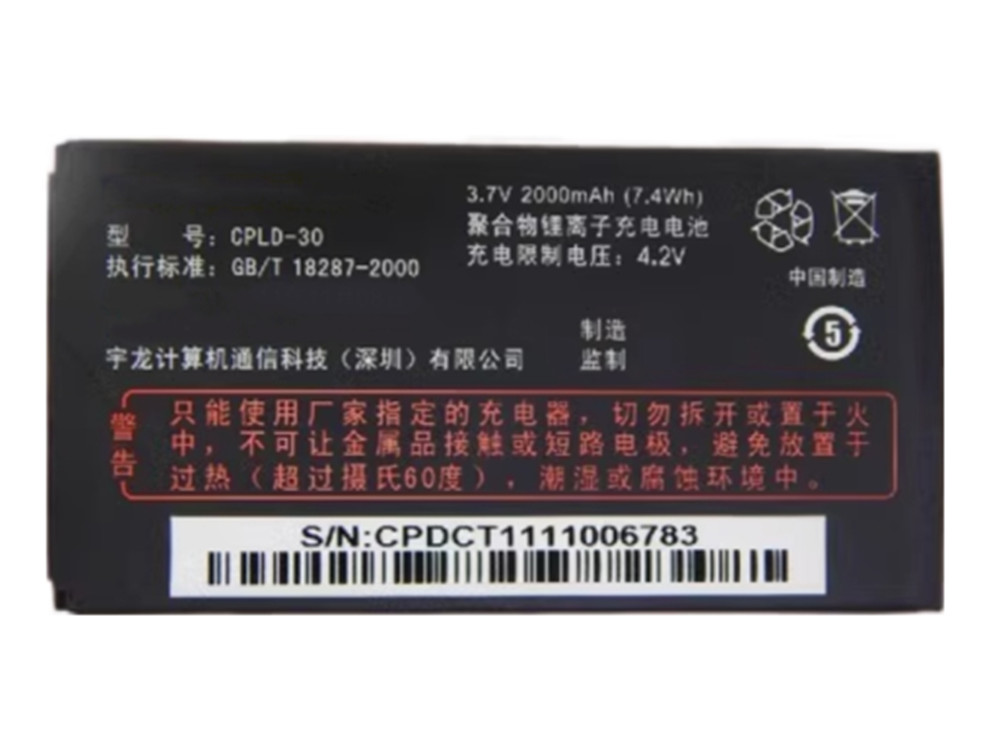 型 号：CPLD-30
执行标准：GB/T 18287-2000
3.7V 2000mAh (7.4Wh)
聚合物锂离子充电电池
充电限制电压：4.2V
中国制造
5
制造
宇龙计算机通信科技（深圳）有限公司 监制
警告
只能使用厂家指定的充电器，切勿拆开或置于火
中，不可让金属品接触或短路电极，避免放置于
过热（超过摄氏60度），潮湿或腐蚀环境中。
S/N:CPDCT1111006783